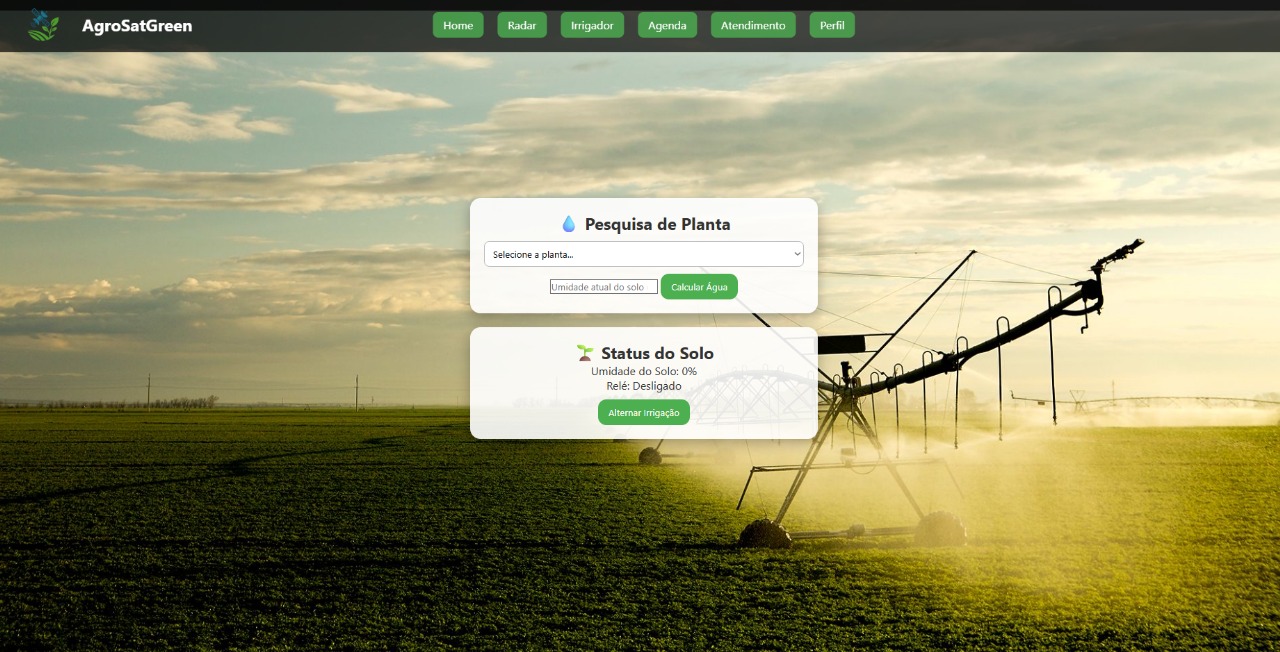 AgroSatGreen
Home Radar Irrigador Agenda Atendimento Perfil
💧 Pesquisa de Planta
Selecione a planta...
Umidade atual do solo Calcular Água
🌱 Status do Solo
Umidade do Solo: 0%
Relé: Desligado
Alternar Irrigação